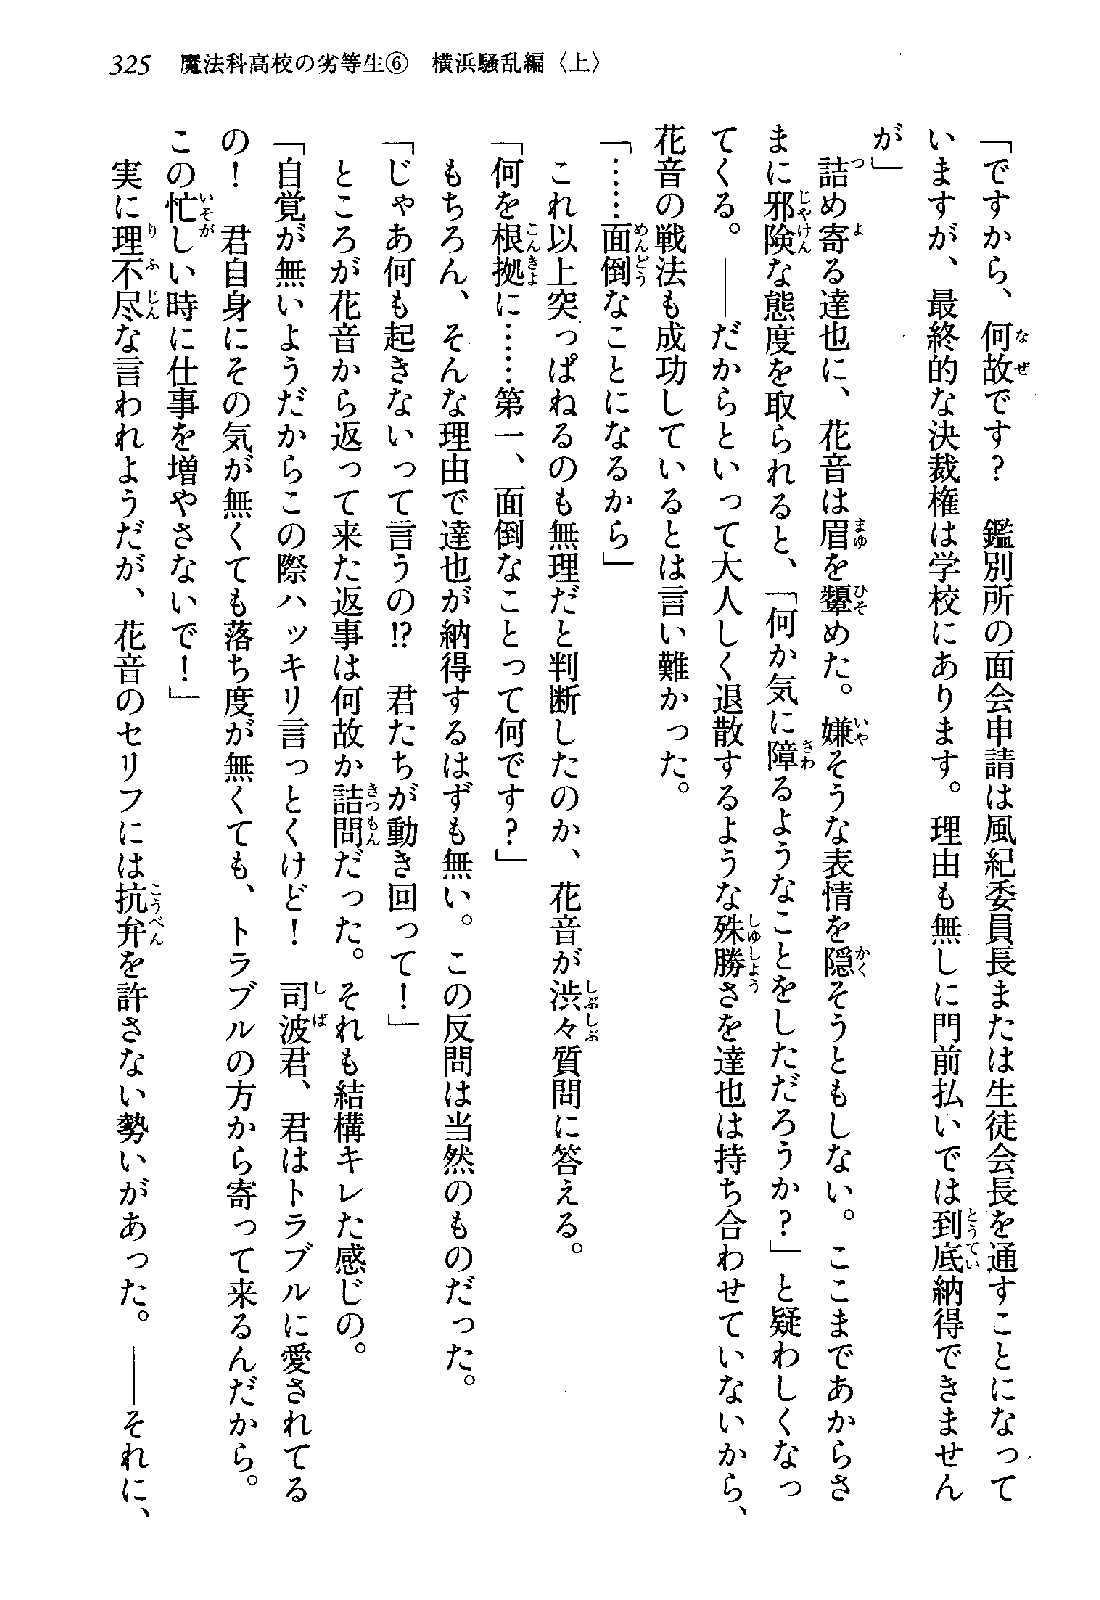 325　魔法科高校の劣等生⑥　横浜騒乱編〈上〉
「ですから、何故です？　鑑別所の面会申請は風紀委員長または生徒会長を通すことになって
いますが、最終的な決裁権は学校にあります。理由も無しに門前払いでは到底納得できません
が」
　詰め寄る達也に、花音は眉を顰めた。嫌そうな表情を隠そうともしない。ここまであからさ
まに邪険な態度を取られると、「何か気に障るようなことをしただろうか？」と疑わしくなっ
てくる。――だからといって大人しく退散するような殊勝さを達也は持ち合わせていないから、
花音の戦法も成功しているとは言い難かった。
「……面倒なことになるから」
　これ以上突っぱねるのも無理だと判断したのか、花音が渋々質問に答える。
「何を根拠に……第一、面倒なことって何です？」
　もちろん、そんな理由で達也が納得するはずも無い。この反問は当然のものだった。
「じゃあ何も起きないって言うの!?　君たちが動き回って！」
　ところが花音から返って来た返事は何故か詰問だった。それも結構キレた感じの。
「自覚が無いようだからこの際ハッキリ言っとくけど！　司波君、君はトラブルに愛されてる
の！　君自身にその気が無くても落ち度が無くても、トラブルの方から寄って来るんだから。
この忙しい時に仕事を増やさないで！」
　実に理不尽な言われようだが、花音のセリフには抗弁を許さない勢いがあった。――それに、